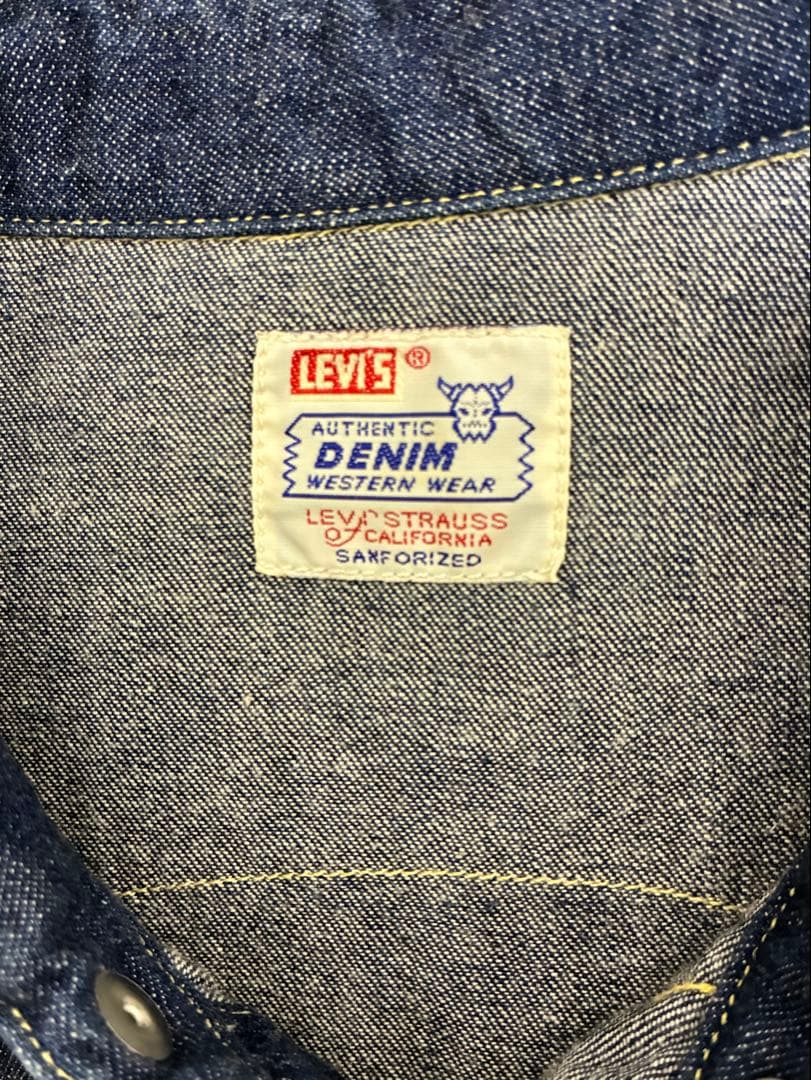 LEVI'S ®
AUTHENTIC
DENIM
WESTERN WEAR
LEVI STRAUSS
of CALIFORNIA
SANFORIZED